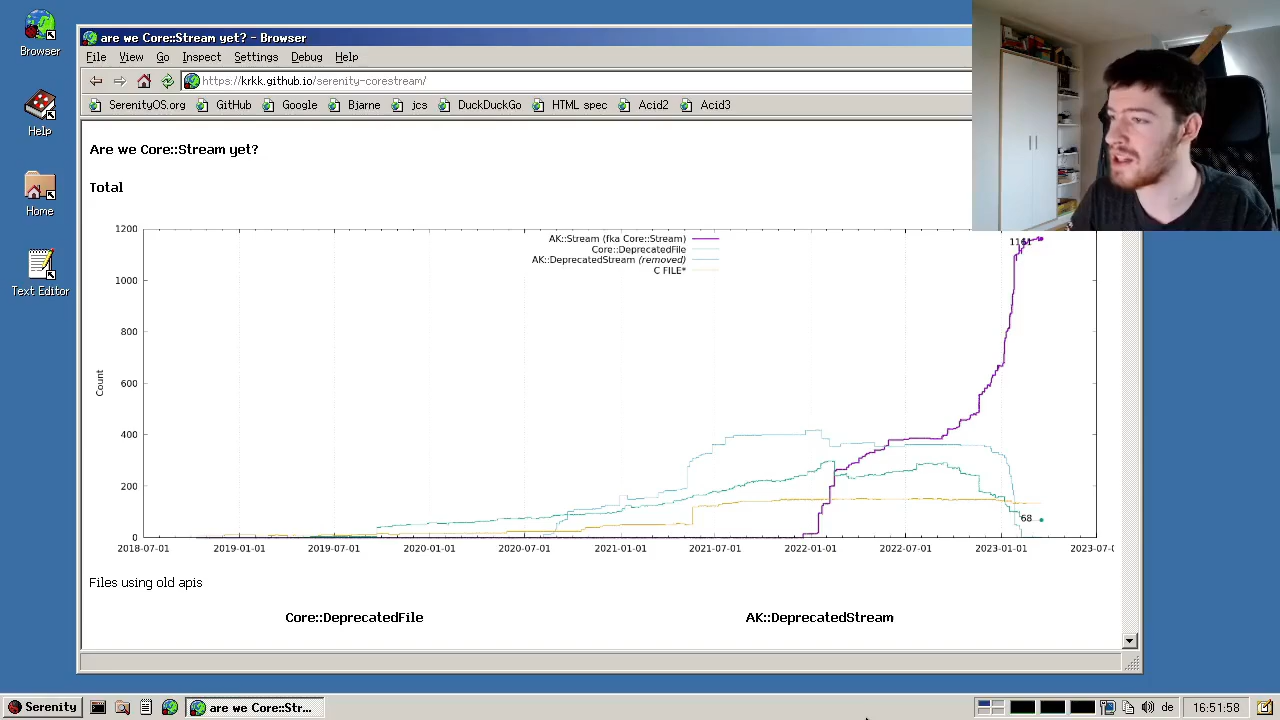 Browser
Help
Home
Text Editor
are we Core::Stream yet? - Browser
File View Go Inspect Settings Debug Help
https://krkk.github.io/serenity-corestream/
SerenityOS.org GitHub Google Bjarne jcs DuckDuckGo HTML spec Acid2 Acid3
Are we Core::Stream yet?
Total
AK::Stream (fka Core::Stream)
Core::DeprecatedFile
AK::DeprecatedStream (removed)
C FILE*
1200
1000
800
600
400
200
0
Count
1161
68
2018-07-01 2019-01-01 2019-07-01 2020-01-01 2020-07-01 2021-01-01 2021-07-01 2022-01-01 2022-07-01 2023-01-01 2023-07-0
Files using old apis
Core::DeprecatedFile AK::DeprecatedStream
Serenity are we Core::Str... de 16:51:58